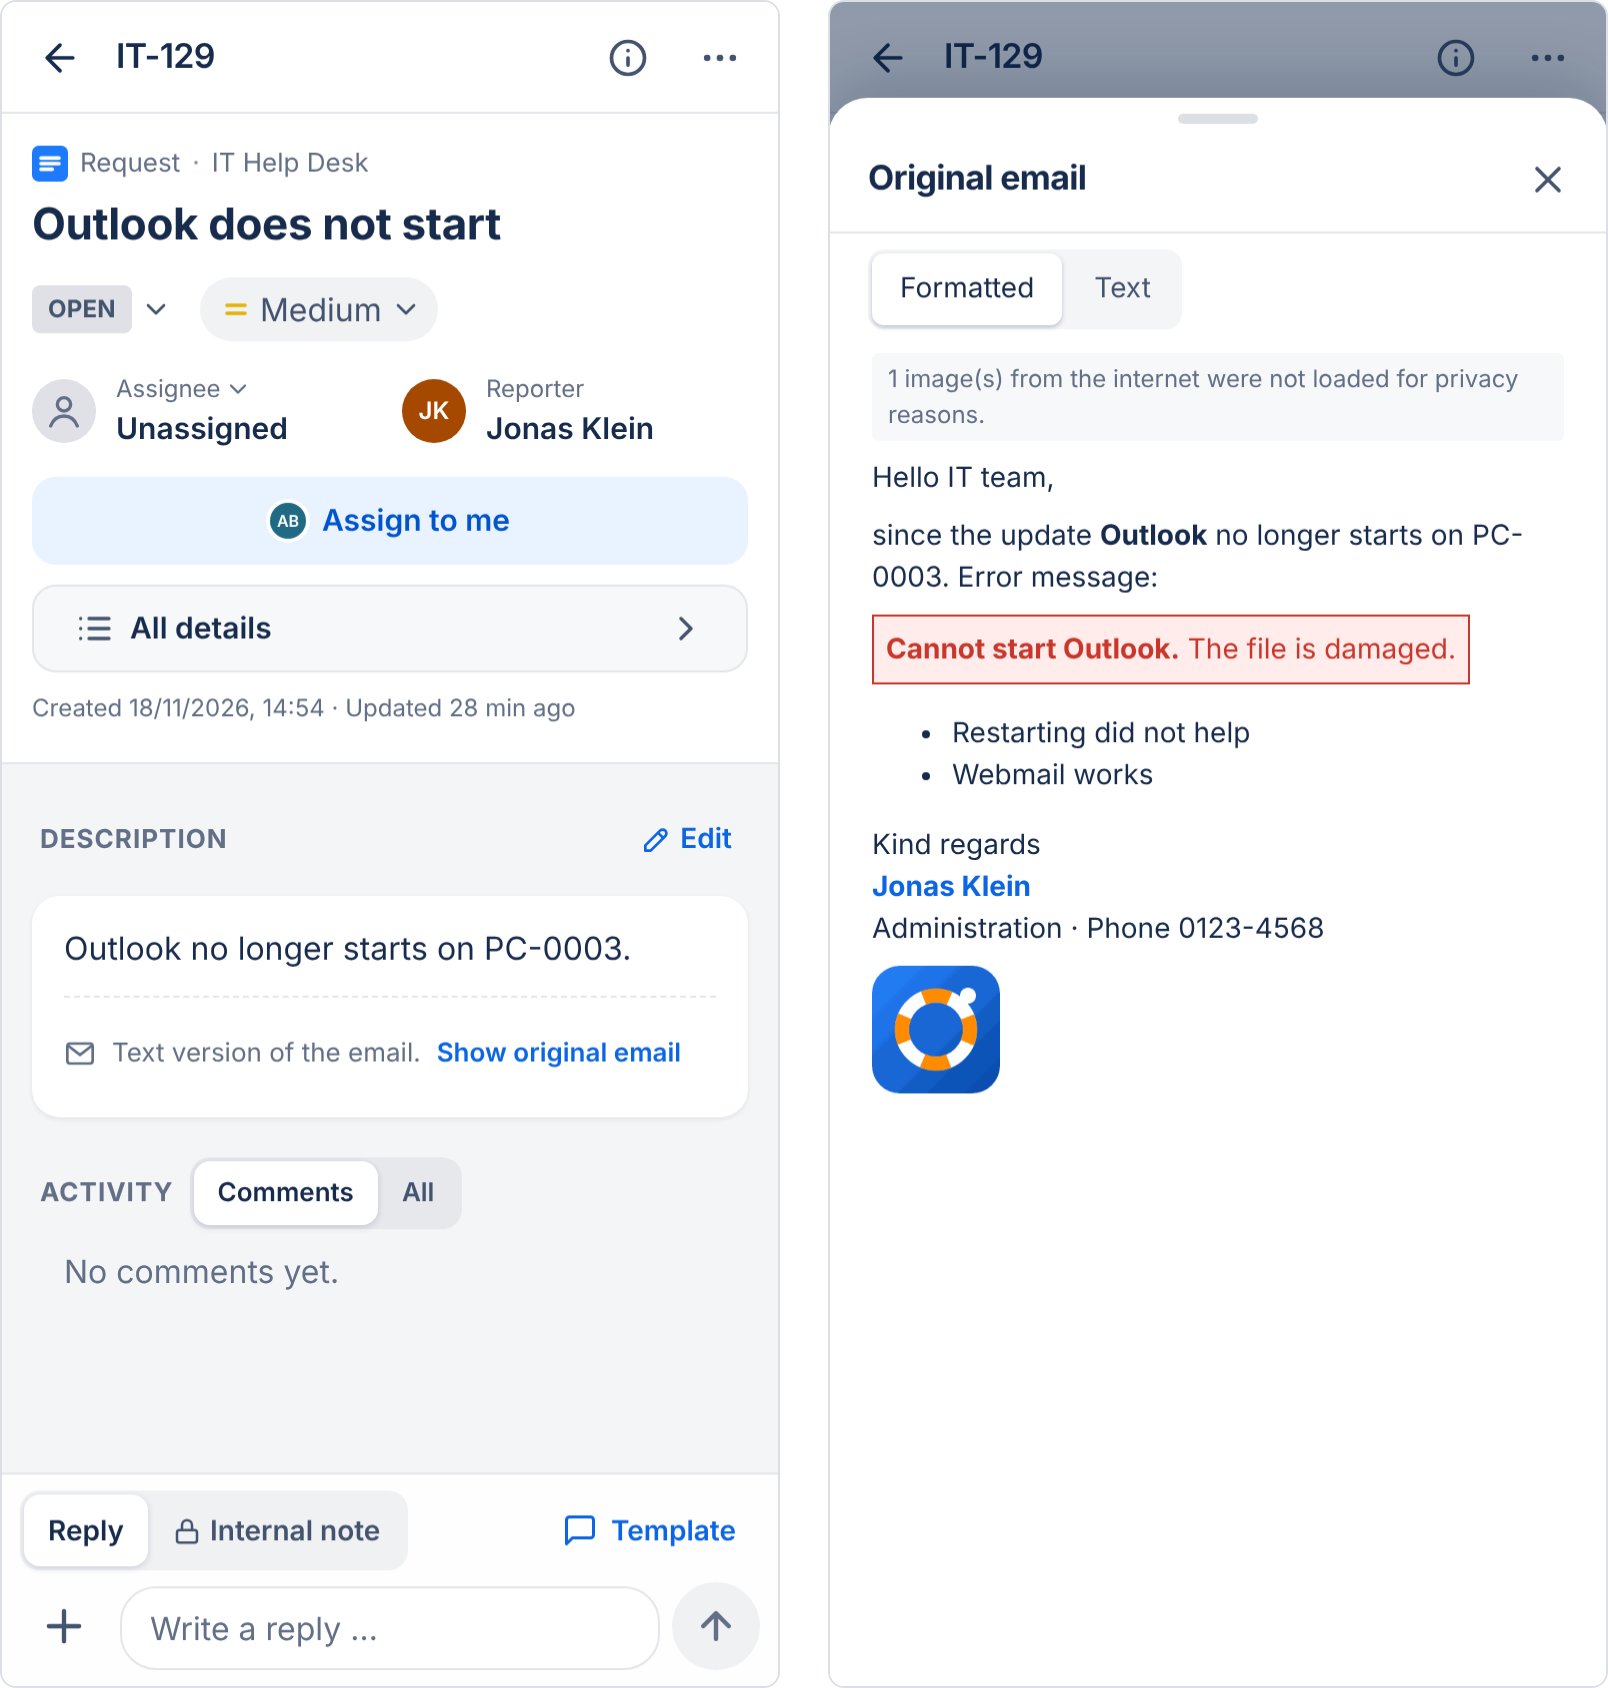 IT-129
Request · IT Help Desk
Outlook does not start
OPEN
Medium
Assignee
Unassigned
JK
Reporter
Jonas Klein
AB
Assign to me
All details
Created 18/11/2026, 14:54 · Updated 28 min ago
DESCRIPTION
Edit
Outlook no longer starts on PC-0003.
Text version of the email. Show original email
ACTIVITY
Comments
All
No comments yet.
Reply
Internal note
Template
Write a reply ...
IT-129
Original email
Formatted
Text
1 image(s) from the internet were not loaded for privacy
reasons.
Hello IT team,
since the update Outlook no longer starts on PC-
0003. Error message:
Cannot start Outlook. The file is damaged.
• Restarting did not help
• Webmail works
Kind regards
Jonas Klein
Administration · Phone 0123-4568